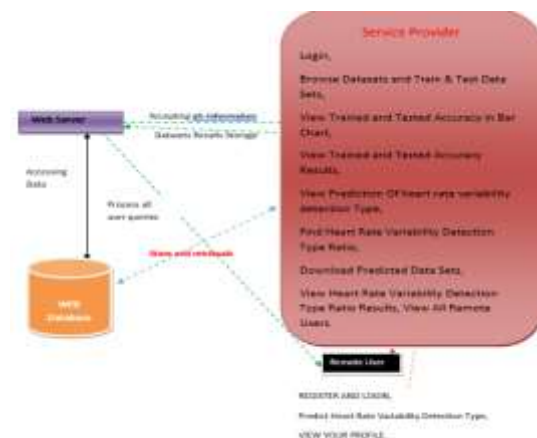 Service Provider
Login,
Browse Datasets and Train & Test Data
Sets,
View Trained and Tested Accuracy in Bar
Chart,
View Trained and Tested Accuracy
Results,
View Prediction Of heart rate variability
detection Type,
Find Heart Rate Variability Detection
Type Ratio,
Download Predicted Data Sets,
View Heart Rate Variability Detection
Type Ratio Results, View All Remote
Users.
Web Server
Accepting all Information
Datasets Results Storage
Accessing
Data
Process all
user queries
Store and retrievals
WEB
Database
Remote User
REGISTER AND LOGIN,
Predict Heart Rate Variability Detection Type,
VIEW YOUR PROFILE.